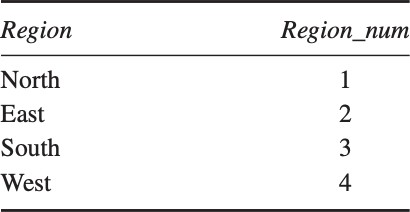 Region Region_num
North 1
East 2
South 3
West 4